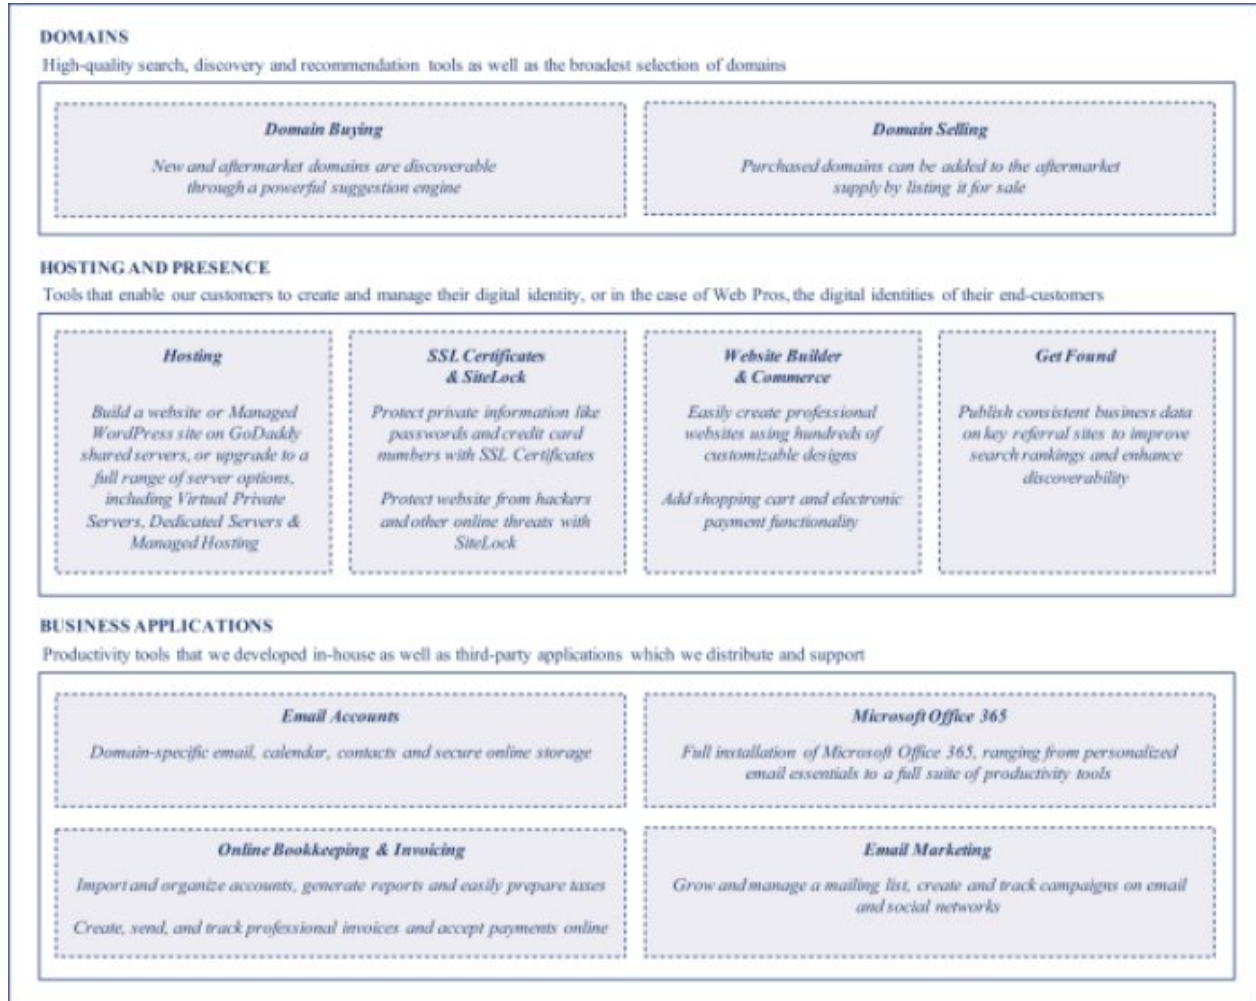 DOMAINS
High-quality search, discovery and recommendation tools as well as the broadest selection of domains
Domain Buying
New and aftermarket domains are discoverable
through a powerful suggestion engine
Domain Selling
Purchased domains can be added to the aftermarket
supply by listing it for sale
HOSTING AND PRESENCE
Tools that enable our customers to create and manage their digital identity, or in the case of Web Pros, the digital identities of their end-customers
Hosting
Build a website or Managed
WordPress site on GoDaddy
shared servers, or upgrade to a
full range of server options,
including Virtual Private
Servers, Dedicated Servers &
Managed Hosting
SSL Certificates
& SiteLock
Protect private information like
passwords and credit card
numbers with SSL Certificates
Protect website from hackers
and other online threats with
SiteLock
Website Builder
& Commerce
Easily create professional
websites using hundreds of
customizable designs
Add shopping cart and electronic
payment functionality
Get Found
Publish consistent business data
on key referral sites to improve
search rankings and enhance
discoverability
BUSINESS APPLICATIONS
Productivity tools that we developed in-house as well as third-party applications which we distribute and support
Email Accounts
Domain-specific email, calendar, contacts and secure online storage
Microsoft Office 365
Full installation of Microsoft Office 365, ranging from personalized
email essentials to a full suite of productivity tools
Online Bookkeeping & Invoicing
Import and organize accounts, generate reports and easily prepare taxes
Create, send, and track professional invoices and accept payments online
Email Marketing
Grow and manage a mailing list, create and track campaigns on email
and social networks